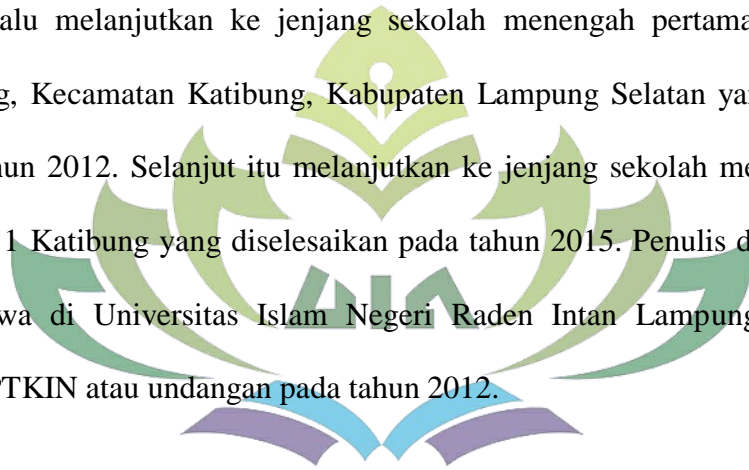 alu melanjutkan ke jenjang sekolah menengah pertama
g, Kecamatan Katibung, Kabupaten Lampung Selatan ya
un 2012. Selanjut itu melanjutkan ke jenjang sekolah me
1 Katibung yang diselesaikan pada tahun 2015. Penulis d
wa di Universitas Islam Negeri Raden Intan Lampung
PTKIN atau undangan pada tahun 2012.
UIN